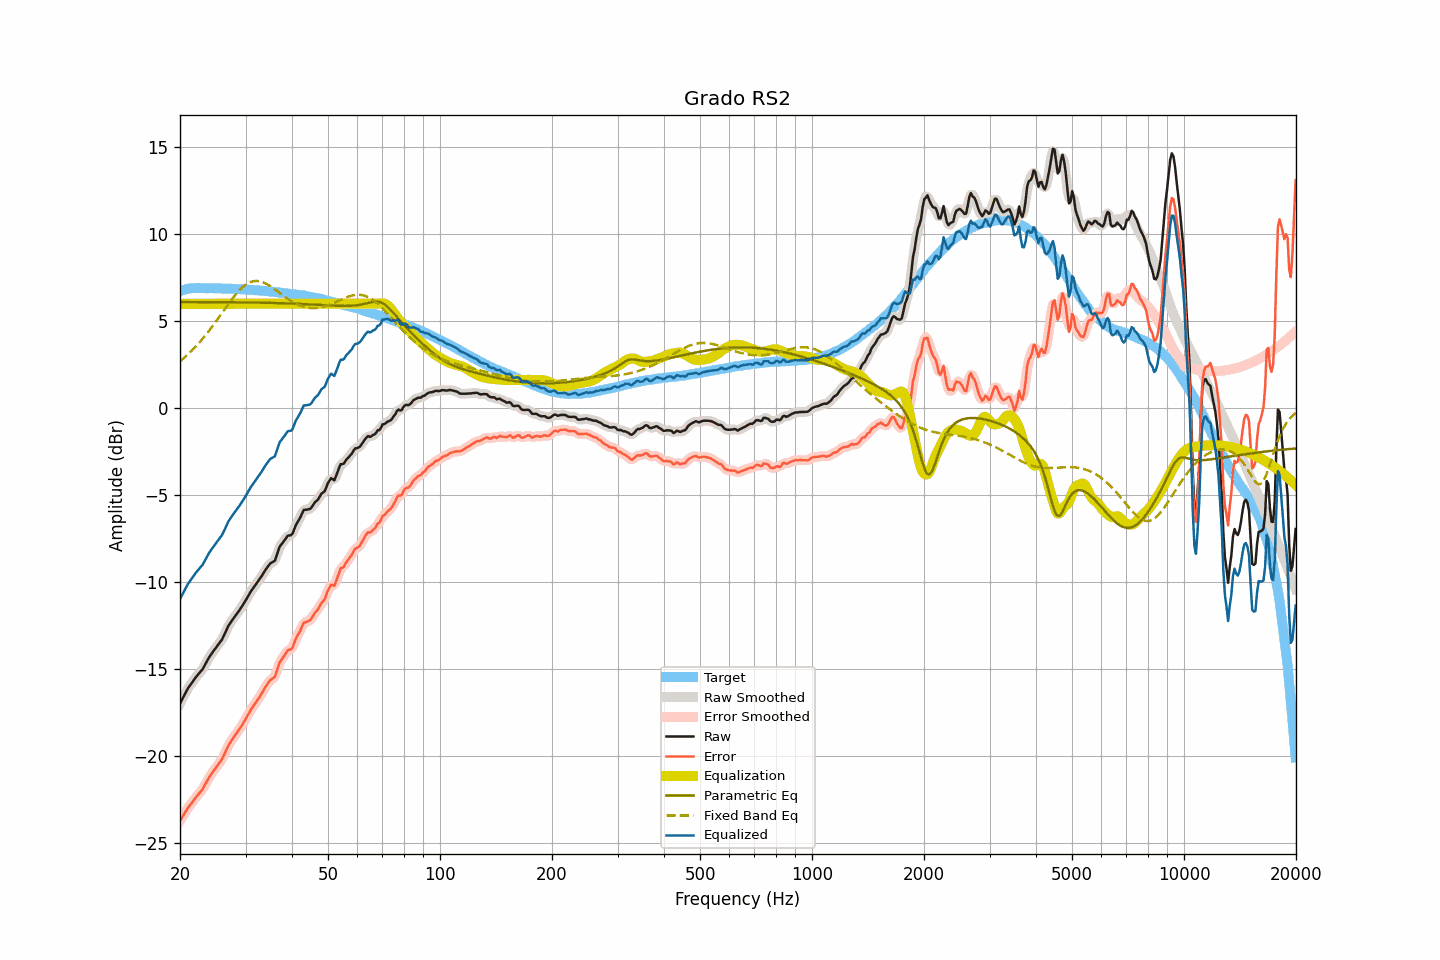 Grado RS2
15
10
5
0
−5
−10
−15
−20
−25
Amplitude (dBr)
Target
Raw Smoothed
Error Smoothed
Raw
Error
Equalization
Parametric Eq
Fixed Band Eq
Equalized
20 50 100 200 500 1000 2000 5000 10000 20000
Frequency (Hz)